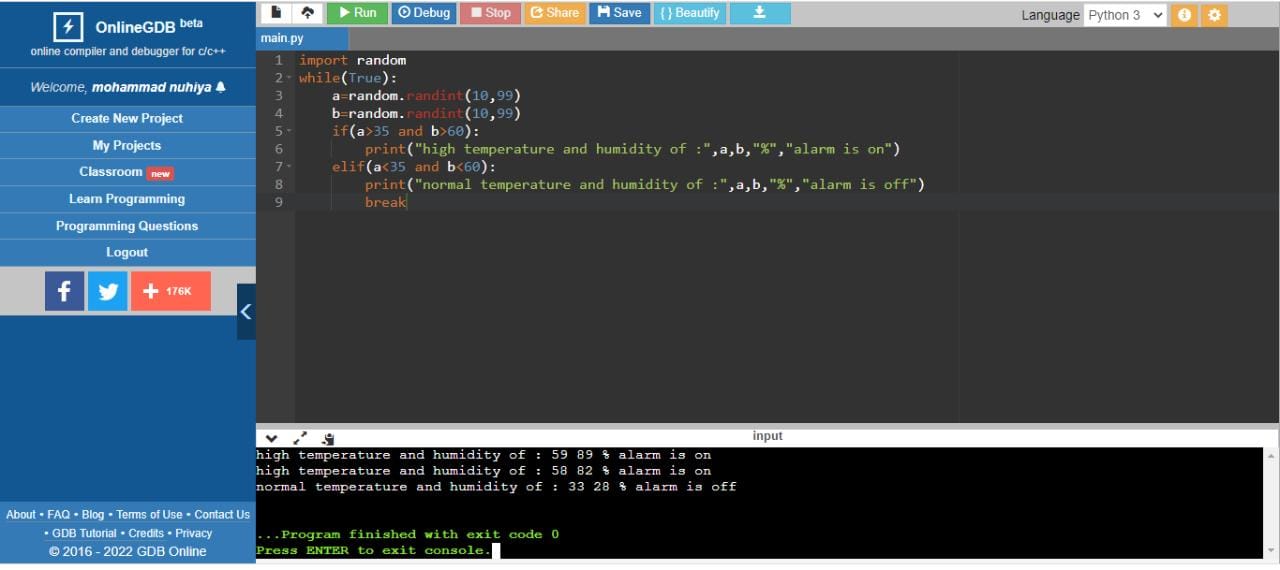 OnlineGDB beta
online compiler and debugger for c/c++
Welcome, mohammad nuhiya
Create New Project
My Projects
Classroom new
Learn Programming
Programming Questions
Logout
176K
About • FAQ • Blog • Terms of Use • Contact Us
• GDB Tutorial • Credits • Privacy
© 2016 - 2022 GDB Online
Run Debug Stop Share Save { } Beautify
Language Python 3
main.py
1 import random
2 while(True):
3     a=random.randint(10,99)
4     b=random.randint(10,99)
5     if(a>35 and b>60):
6         print("high temperature and humidity of :",a,b,"%","alarm is on")
7     elif(a<35 and b<60):
8         print("normal temperature and humidity of :",a,b,"%","alarm is off")
9         break
input
high temperature and humidity of : 59 89 % alarm is on
high temperature and humidity of : 58 82 % alarm is on
normal temperature and humidity of : 33 28 % alarm is off
...Program finished with exit code 0
Press ENTER to exit console.